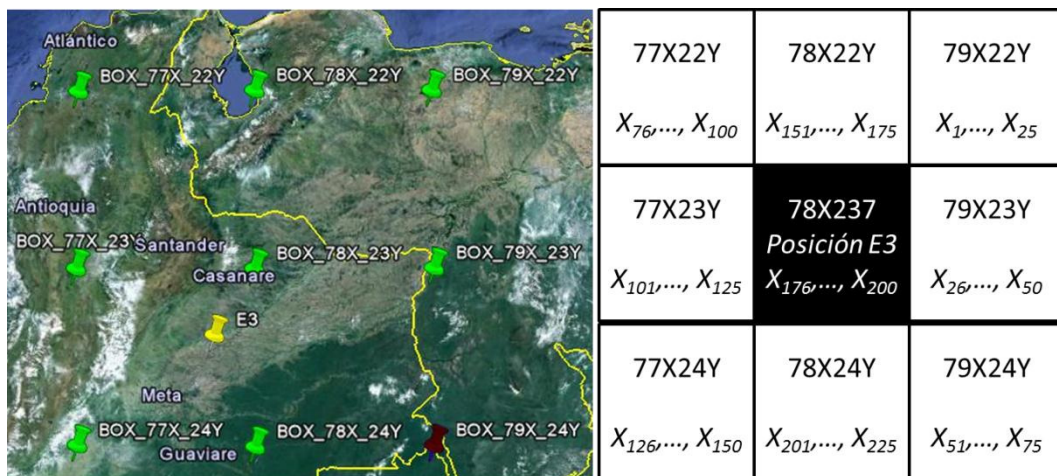 Atlántico
BOX_77X_22Y
BOX_78X_22Y
BOX_79X_22Y
Antioquia
BOX_77X_23Y
Santander
BOX_78X_23Y
BOX_79X_23Y
Casanare
E3
Meta
BOX_77X_24Y
BOX_78X_24Y
BOX_79X_24Y
Guaviare
77X22Y
X76,..., X100
78X22Y
X151,..., X175
79X22Y
X1,..., X25
77X23Y
X101,..., X125
78X237
Posición E3
X176,..., X200
79X23Y
X26,..., X50
77X24Y
X126,..., X150
78X24Y
X201,..., X225
79X24Y
X51,..., X75